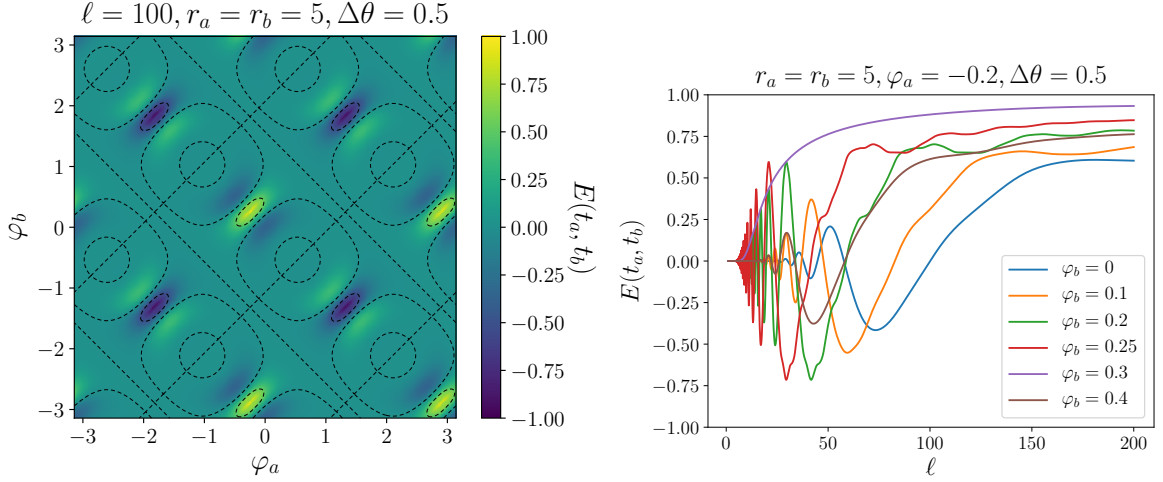 ℓ = 100, r_a = r_b = 5, Δθ = 0.5
3
2
1
0
−1
−2
−3
φ_b
−3 −2 −1 0 1 2 3
φ_a
1.00
0.75
0.50
0.25
0.00
−0.25
−0.50
−0.75
−1.00
E(t_a, t_b)
r_a = r_b = 5, φ_a = −0.2, Δθ = 0.5
1.00
0.75
0.50
0.25
0.00
−0.25
−0.50
−0.75
−1.00
E(t_a, t_b)
0 50 100 150 200
ℓ
φ_b = 0
φ_b = 0.1
φ_b = 0.2
φ_b = 0.25
φ_b = 0.3
φ_b = 0.4